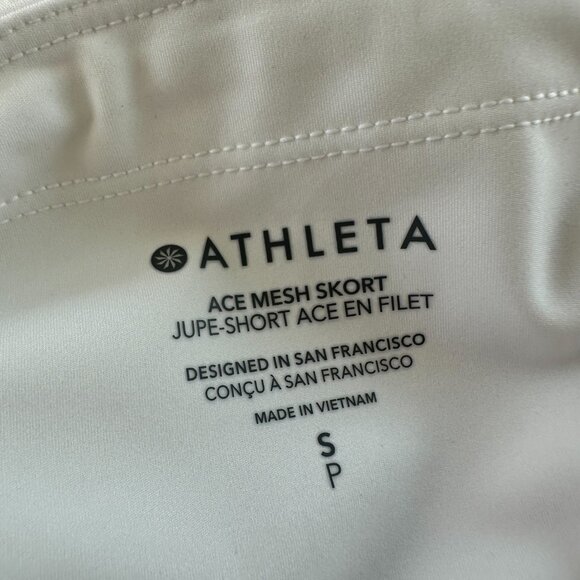 ATHLETA
ACE MESH SKORT
JUPE-SHORT ACE EN FILET
DESIGNED IN SAN FRANCISCO
CONÇU À SAN FRANCISCO
MADE IN VIETNAM
S
P